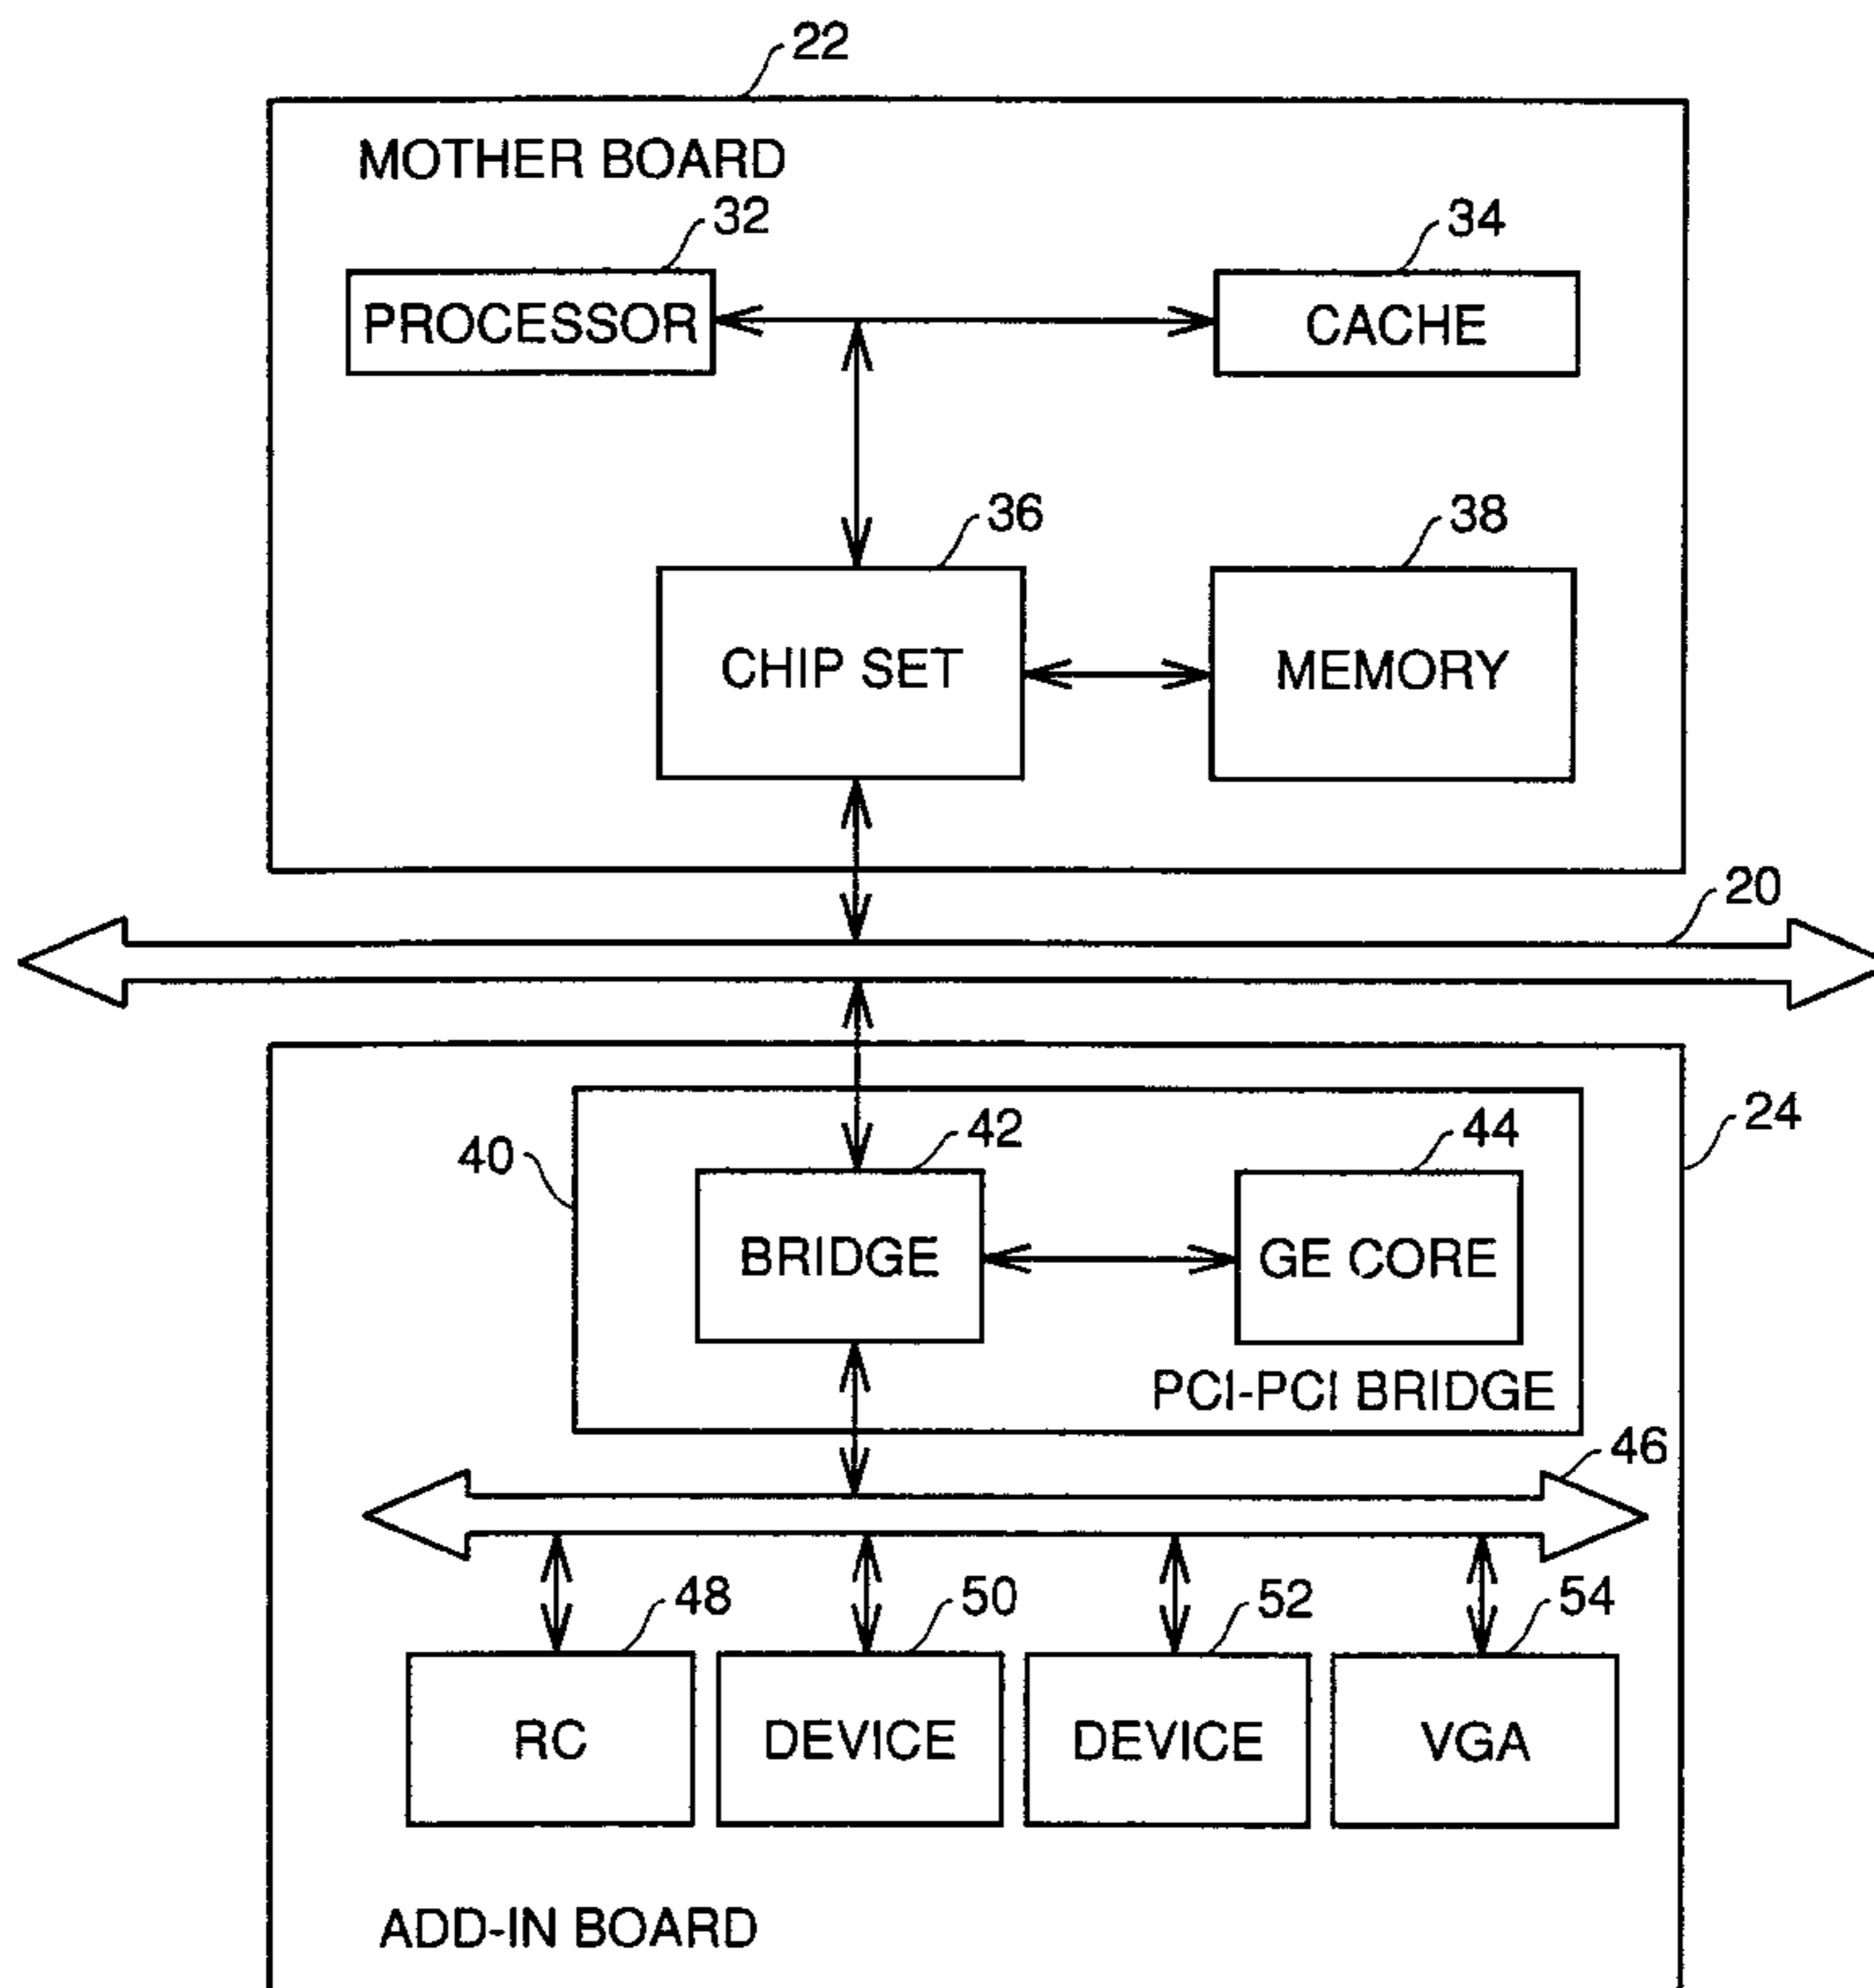 22
MOTHER BOARD
32
34
PROCESSOR
CACHE
36
38
CHIP SET
MEMORY
20
24
40
42
44
BRIDGE
GE CORE
PCI-PCI BRIDGE
46
48
50
52
54
RC
DEVICE
DEVICE
VGA
ADD-IN BOARD